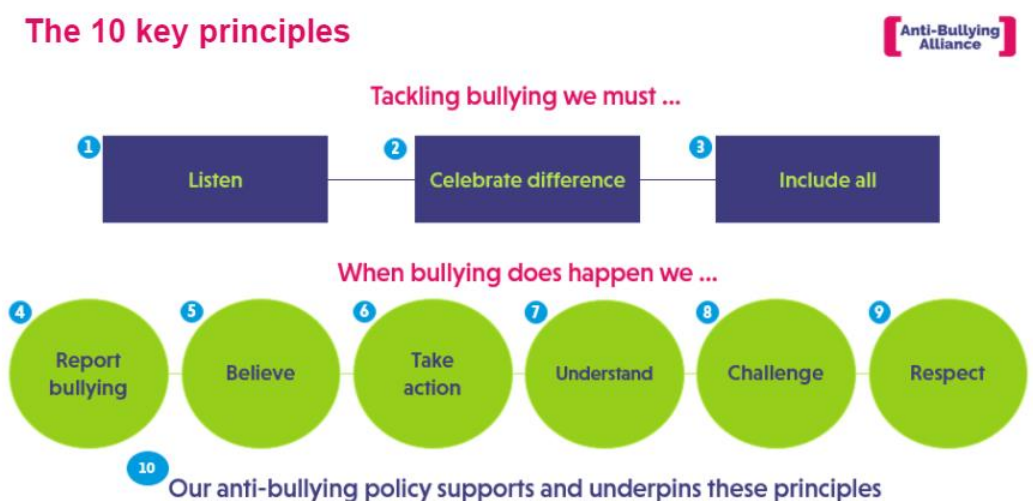 The 10 key principles
Anti-Bullying
Alliance
Tackling bullying we must ...
1
Listen
2
Celebrate difference
3
Include all
When bullying does happen we ...
4
Report
bullying
5
Believe
6
Take
action
7
Understand
8
Challenge
9
Respect
10
Our anti-bullying policy supports and underpins these principles